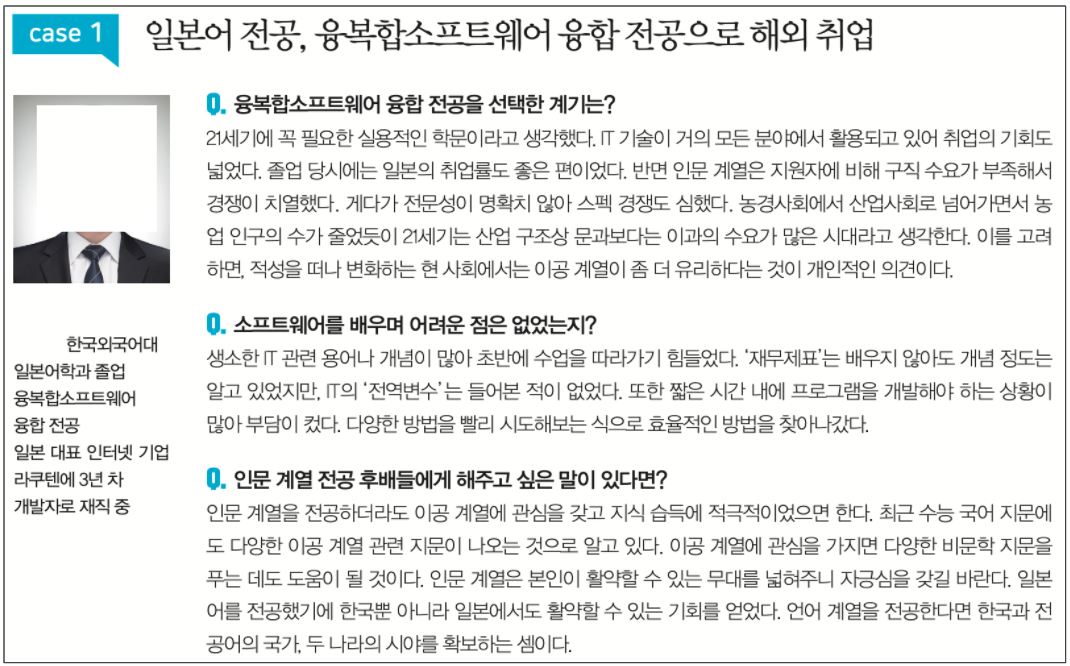 case 1
일본어 전공, 융복합소프트웨어 융합 전공으로 해외 취업
Q. 융복합소프트웨어 융합 전공을 선택한 계기는?
21세기에 꼭 필요한 실용적인 학문이라고 생각했다. IT 기술이 거의 모든 분야에서 활용되고 있어 취업의 기회도
넓었다. 졸업 당시에는 일본의 취업률도 좋은 편이었다. 반면 인문 계열은 지원자에 비해 구직 수요가 부족해서
경쟁이 치열했다. 게다가 전문성이 명확치 않아 스펙 경쟁도 심했다. 농경사회에서 산업사회로 넘어가면서 농
업 인구의 수가 줄었듯이 21세기는 산업 구조상 문과보다는 이과의 수요가 많은 시대라고 생각한다. 이를 고려
하면, 적성을 떠나 변화하는 현 사회에서는 이공 계열이 좀 더 유리하다는 것이 개인적인 의견이다.
한국외국어대
일본어학과 졸업
융복합소프트웨어
융합 전공
일본 대표 인터넷 기업
라쿠텐에 3년 차
개발자로 재직 중
Q. 소프트웨어를 배우며 어려운 점은 없었는지?
생소한 IT 관련 용어나 개념이 많아 초반에 수업을 따라가기 힘들었다. ‘재무제표’는 배우지 않아도 개념 정도는
알고 있었지만, IT의 ‘전역변수’는 들어본 적이 없었다. 또한 짧은 시간 내에 프로그램을 개발해야 하는 상황이
많아 부담이 컸다. 다양한 방법을 빨리 시도해보는 식으로 효율적인 방법을 찾아나갔다.
Q. 인문 계열 전공 후배들에게 해주고 싶은 말이 있다면?
인문 계열을 전공하더라도 이공 계열에 관심을 갖고 지식 습득에 적극적이었으면 한다. 최근 수능 국어 지문에
도 다양한 이공 계열 관련 지문이 나오는 것으로 알고 있다. 이공 계열에 관심을 가지면 다양한 비문학 지문을
푸는 데도 도움이 될 것이다. 인문 계열은 본인이 활약할 수 있는 무대를 넓혀주니 자긍심을 갖길 바란다. 일본
어를 전공했기에 한국뿐 아니라 일본에서도 활약할 수 있는 기회를 얻었다. 언어 계열을 전공한다면 한국과 전
공어의 국가, 두 나라의 시야를 확보하는 셈이다.